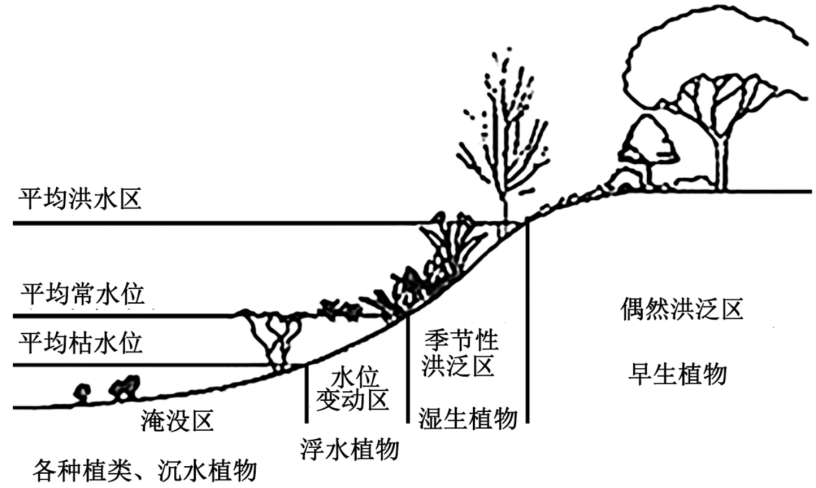 平均洪水区
平均常水位
平均枯水位
淹没区
各种植类、沉水植物
水位
变动区
浮水植物
季节性
洪泛区
湿生植物
偶然洪泛区
早生植物